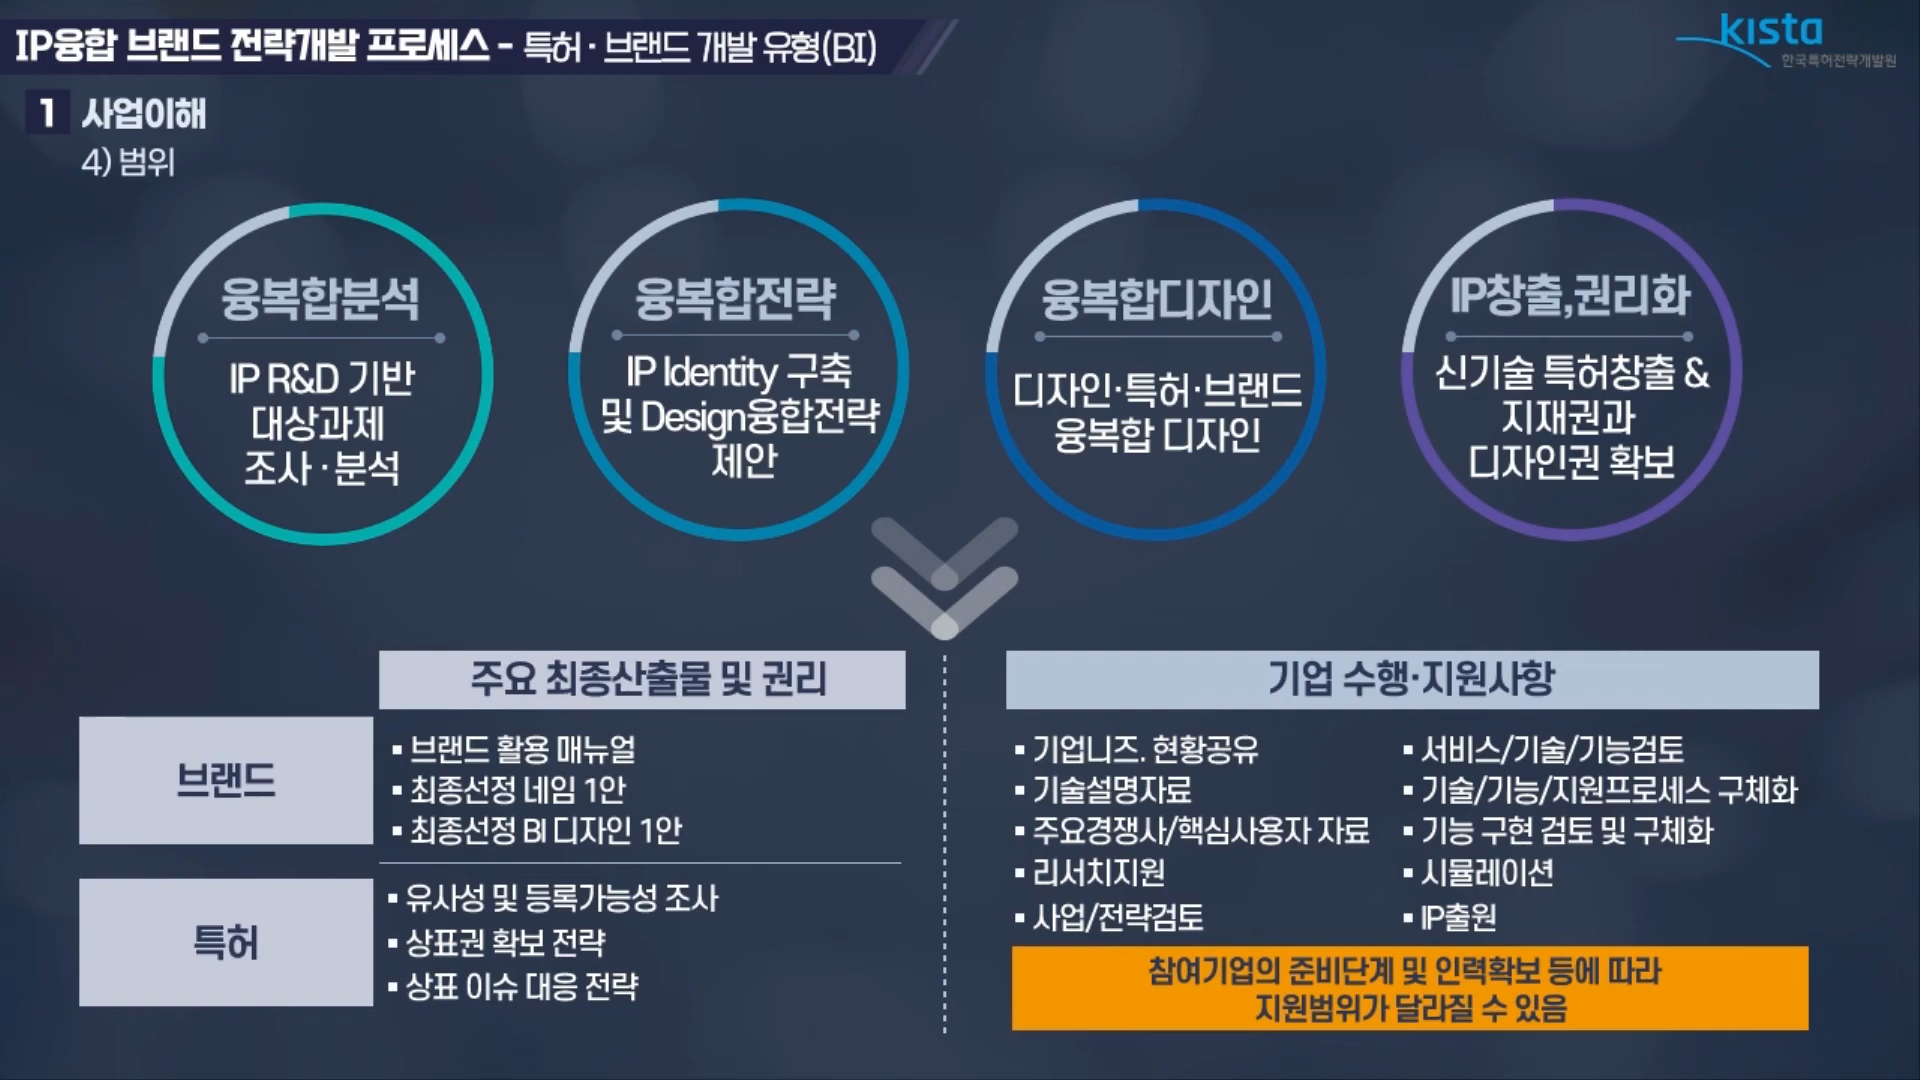 IP융합 브랜드 전략개발 프로세스 - 특허 · 브랜드 개발 유형(BI)
kista
한국특허전략개발원
1 사업이해
4) 범위
융복합분석
IP R&D 기반
대상과제
조사 · 분석
융복합전략
IP Identity 구축
및 Design융합전략
제안
융복합디자인
디자인·특허·브랜드
융복합 디자인
IP창출,권리화
신기술 특허창출 &
지재권과
디자인권 확보
주요 최종산출물 및 권리
브랜드
▪ 브랜드 활용 매뉴얼
▪ 최종선정 네임 1안
▪ 최종선정 BI 디자인 1안
특허
▪ 유사성 및 등록가능성 조사
▪ 상표권 확보 전략
▪ 상표 이슈 대응 전략
기업 수행·지원사항
▪ 기업니즈. 현황공유
▪ 기술설명자료
▪ 주요경쟁사/핵심사용자 자료
▪ 리서치지원
▪ 사업/전략검토
▪ 서비스/기술/기능검토
▪ 기술/기능/지원프로세스 구체화
▪ 기능 구현 검토 및 구체화
▪ 시뮬레이션
▪ IP출원
참여기업의 준비단계 및 인력확보 등에 따라
지원범위가 달라질 수 있음